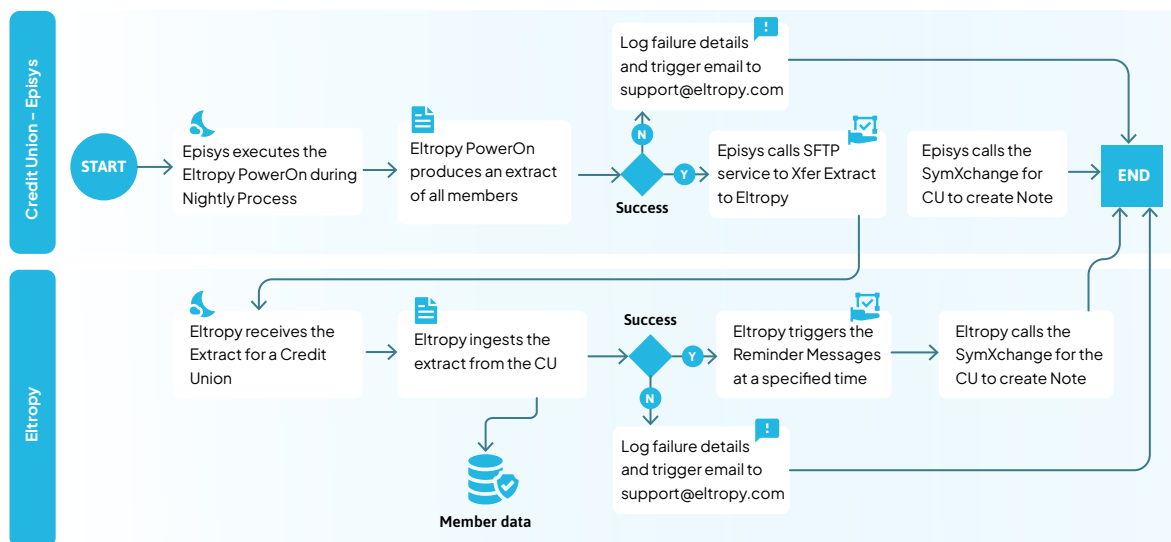 Credit Union – Episys
START
Episys executes the
Eltropy PowerOn during
Nightly Process
Eltropy PowerOn
produces an extract
of all members
Success
N
Y
Log failure details
and trigger email to
support@eltropy.com
Episys calls SFTP
service to Xfer Extract
to Eltropy
Episys calls the
SymXchange for
CU to create Note
END
Eltropy
Eltropy receives the
Extract for a Credit
Union
Eltropy ingests the
extract from the CU
Member data
Success
Y
N
Eltropy triggers the
Reminder Messages
at a specified time
Eltropy calls the
SymXchange for the
CU to create Note
Log failure details
and trigger email to
support@eltropy.com